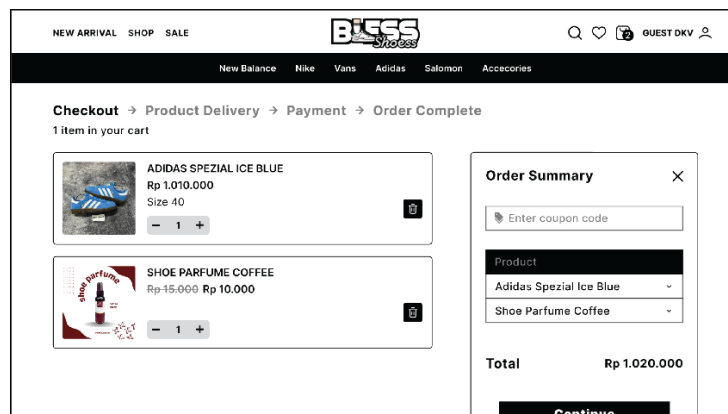 NEW ARRIVAL SHOP SALE
BLESS
Shoess
2
GUEST DKV
New Balance Nike Vans Adidas Salomon Accecories
Checkout → Product Delivery → Payment → Order Complete
1 item in your cart
ADIDAS SPEZIAL ICE BLUE
Rp 1.010.000
Size 40
− 1 +
shoe parfume
SHOE PARFUME COFFEE
Rp 15.000 Rp 10.000
− 1 +
Order Summary
Enter coupon code
Product
Adidas Spezial Ice Blue
Shoe Parfume Coffee
Total Rp 1.020.000
Continue